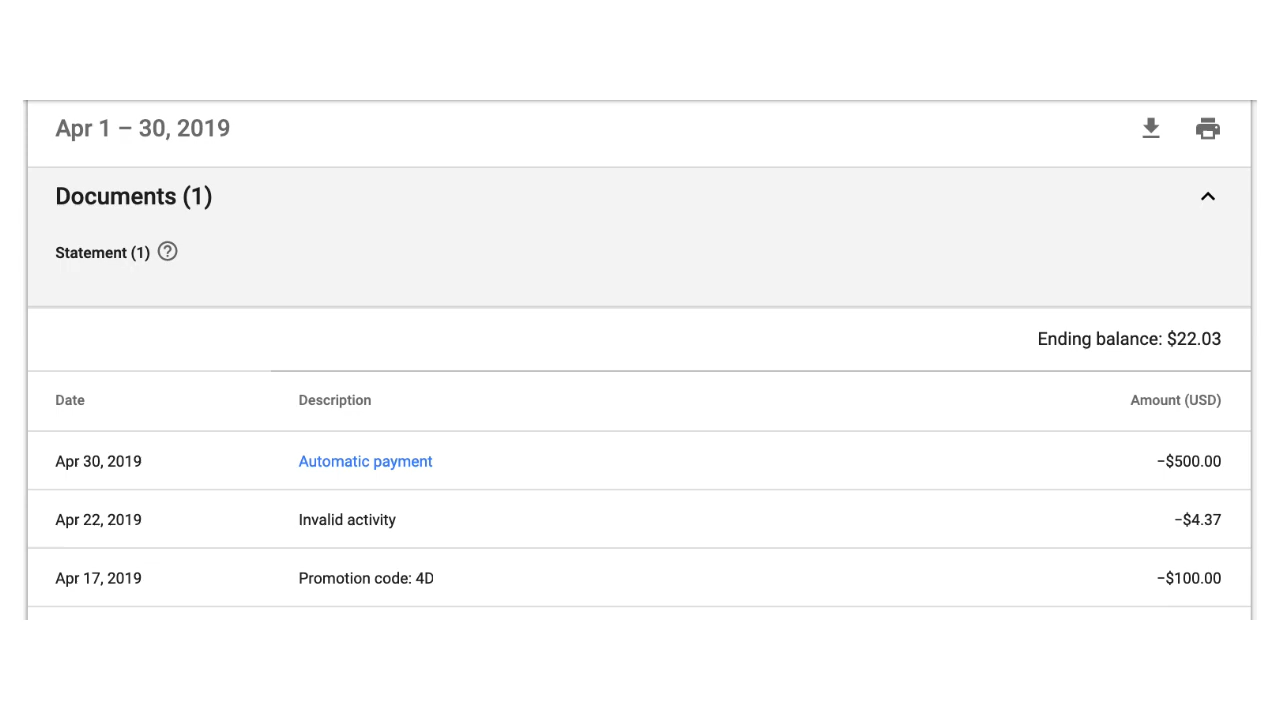 Apr 1 – 30, 2019
Documents (1)
Statement (1)
Ending balance: $22.03
Date Description Amount (USD)
Apr 30, 2019 Automatic payment −$500.00
Apr 22, 2019 Invalid activity −$4.37
Apr 17, 2019 Promotion code: 4D −$100.00